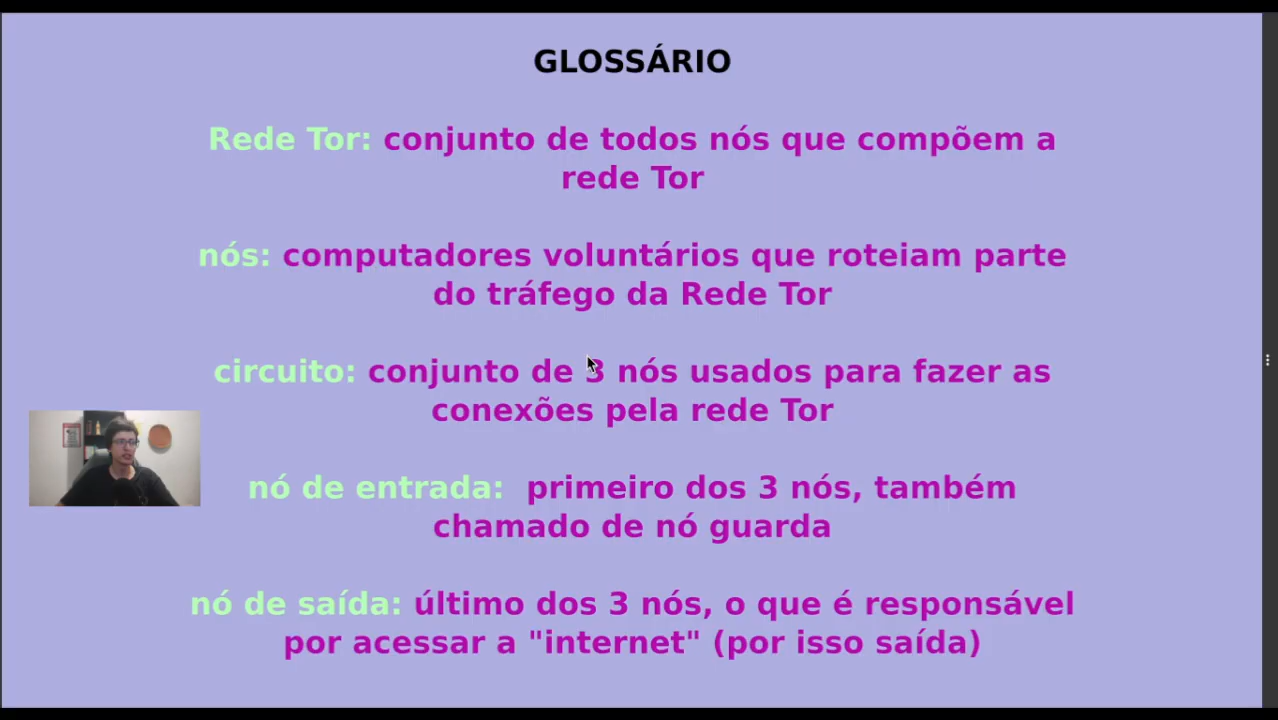 GLOSSÁRIO
Rede Tor: conjunto de todos nós que compõem a
rede Tor
nós: computadores voluntários que roteiam parte
do tráfego da Rede Tor
circuito: conjunto de 3 nós usados para fazer as
conexões pela rede Tor
nó de entrada: primeiro dos 3 nós, também
chamado de nó guarda
nó de saída: último dos 3 nós, o que é responsável
por acessar a "internet" (por isso saída)